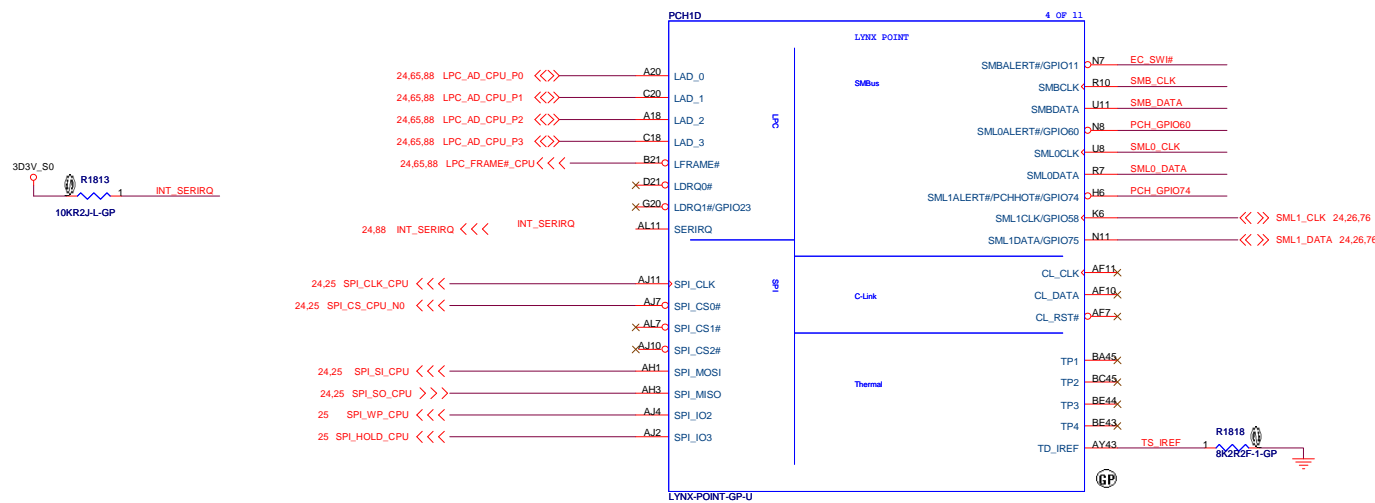 PCH1D 4 OF 11
LYNX POINT
24,65,88 LPC_AD_CPU_P0 A20 LAD_0
24,65,88 LPC_AD_CPU_P1 C20 LAD_1
24,65,88 LPC_AD_CPU_P2 A18 LAD_2
24,65,88 LPC_AD_CPU_P3 C18 LAD_3
24,65,88 LPC_FRAME#_CPU B21 LFRAME#
D21 LDRQ0#
G20 LDRQ1#/GPIO23
24,88 INT_SERIRQ INT_SERIRQ AL11 SERIRQ
LPC
3D3V_S0
R1813
1 INT_SERIRQ
10KR2J-L-GP
24,25 SPI_CLK_CPU AJ11 SPI_CLK
24,25 SPI_CS_CPU_N0 AJ7 SPI_CS0#
AL7 SPI_CS1#
AJ10 SPI_CS2#
24,25 SPI_SI_CPU AH1 SPI_MOSI
24,25 SPI_SO_CPU AH3 SPI_MISO
25 SPI_WP_CPU AJ4 SPI_IO2
25 SPI_HOLD_CPU AJ2 SPI_IO3
SPI
SMBus
SMBALERT#/GPIO11 N7 EC_SWI#
SMBCLK R10 SMB_CLK
SMBDATA U11 SMB_DATA
SML0ALERT#/GPIO60 N8 PCH_GPIO60
SML0CLK U8 SML0_CLK
SML0DATA R7 SML0_DATA
SML1ALERT#/PCHHOT#/GPIO74 H6 PCH_GPIO74
SML1CLK/GPIO58 K6 SML1_CLK 24,26,76
SML1DATA/GPIO75 N11 SML1_DATA 24,26,76
C-Link
CL_CLK AF11
CL_DATA AF10
CL_RST# AF7
Thermal
TP1 BA45
TP2 BC45
TP3 BE44
TP4 BE43
TD_IREF AY43 TS_IREF 1
R1818
8K2R2F-1-GP
GP
LYNX-POINT-GP-U